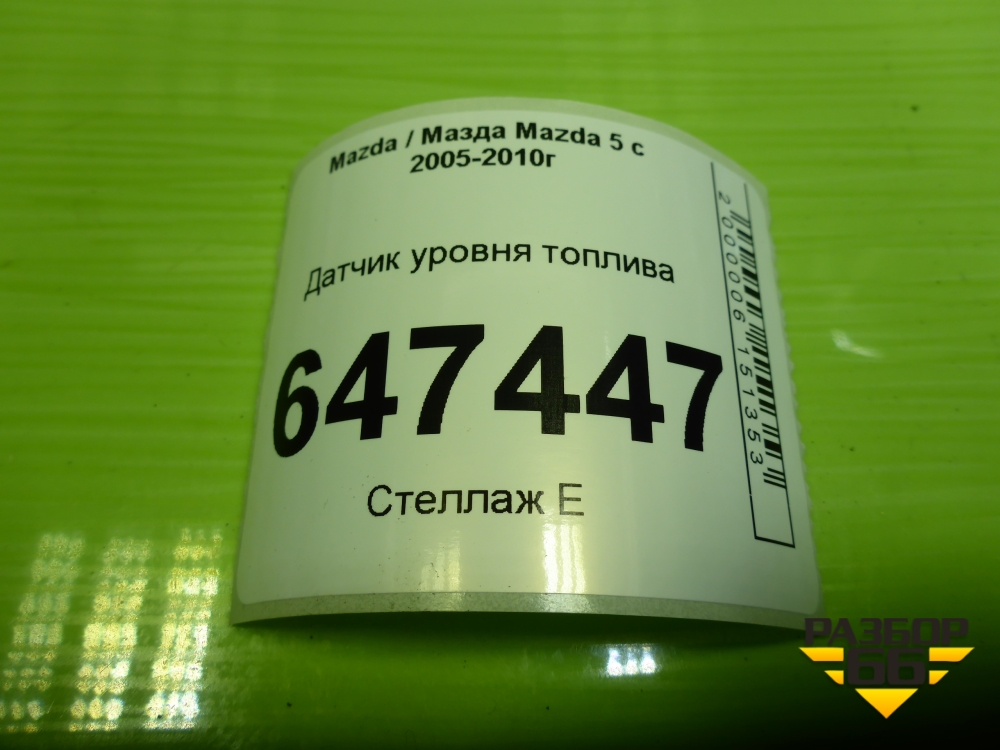 Mazda / Мазда Mazda 5 с
2005-2010г
Датчик уровня топлива
647447
Стеллаж Е
2000006151353
РАЗБОР
66